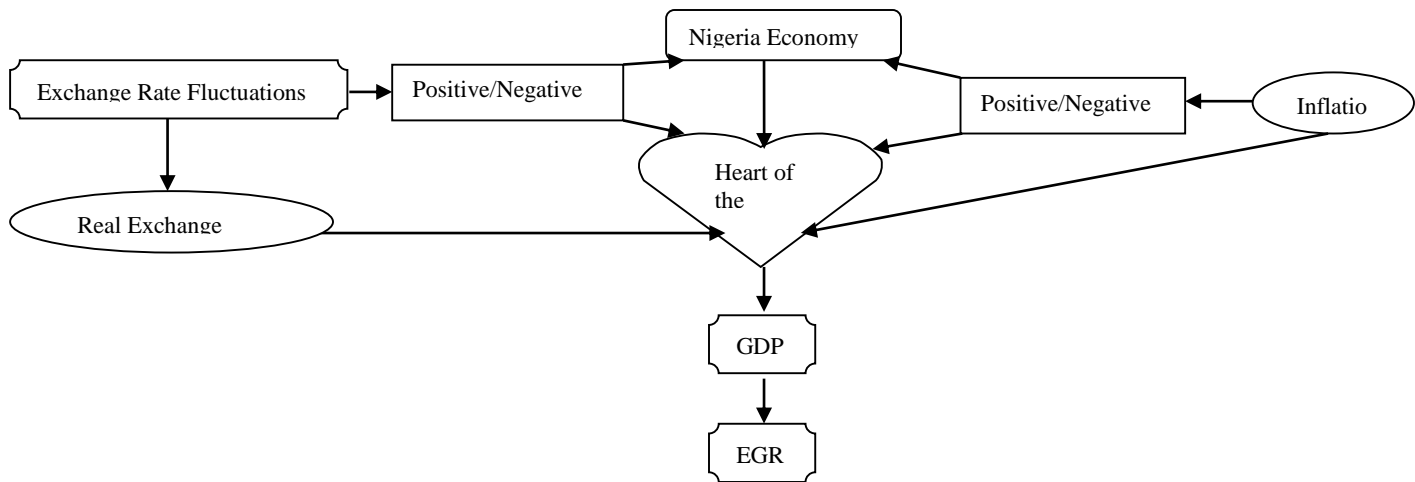 Nigeria Economy
Exchange Rate Fluctuations
Positive/Negative
Positive/Negative
Inflatio
Heart of
the
Real Exchange
GDP
EGR